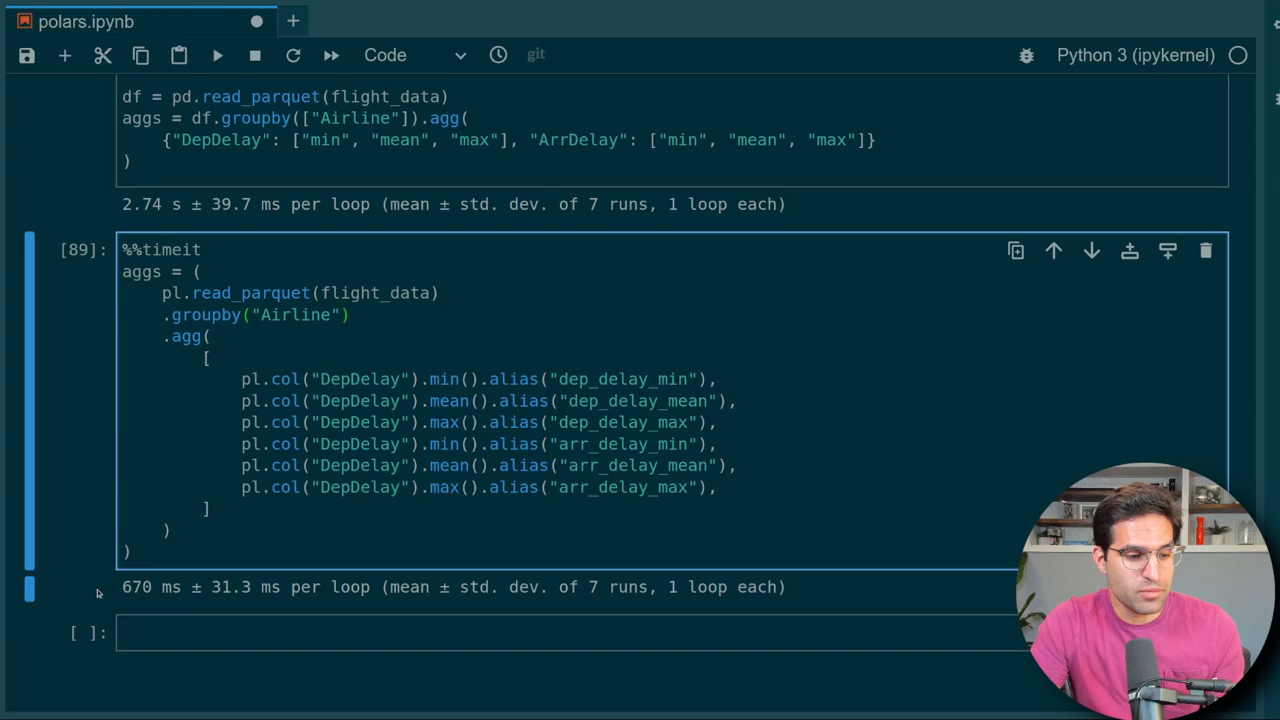 polars.ipynb
Code
git
Python 3 (ipykernel)
df = pd.read_parquet(flight_data)
aggs = df.groupby(["Airline"]).agg(
{"DepDelay": ["min", "mean", "max"], "ArrDelay": ["min", "mean", "max"]}
)
2.74 s ± 39.7 ms per loop (mean ± std. dev. of 7 runs, 1 loop each)
[89]:
%%timeit
aggs = (
pl.read_parquet(flight_data)
.groupby("Airline")
.agg(
[
pl.col("DepDelay").min().alias("dep_delay_min"),
pl.col("DepDelay").mean().alias("dep_delay_mean"),
pl.col("DepDelay").max().alias("dep_delay_max"),
pl.col("DepDelay").min().alias("arr_delay_min"),
pl.col("DepDelay").mean().alias("arr_delay_mean"),
pl.col("DepDelay").max().alias("arr_delay_max"),
]
)
)
670 ms ± 31.3 ms per loop (mean ± std. dev. of 7 runs, 1 loop each)
[ ]: